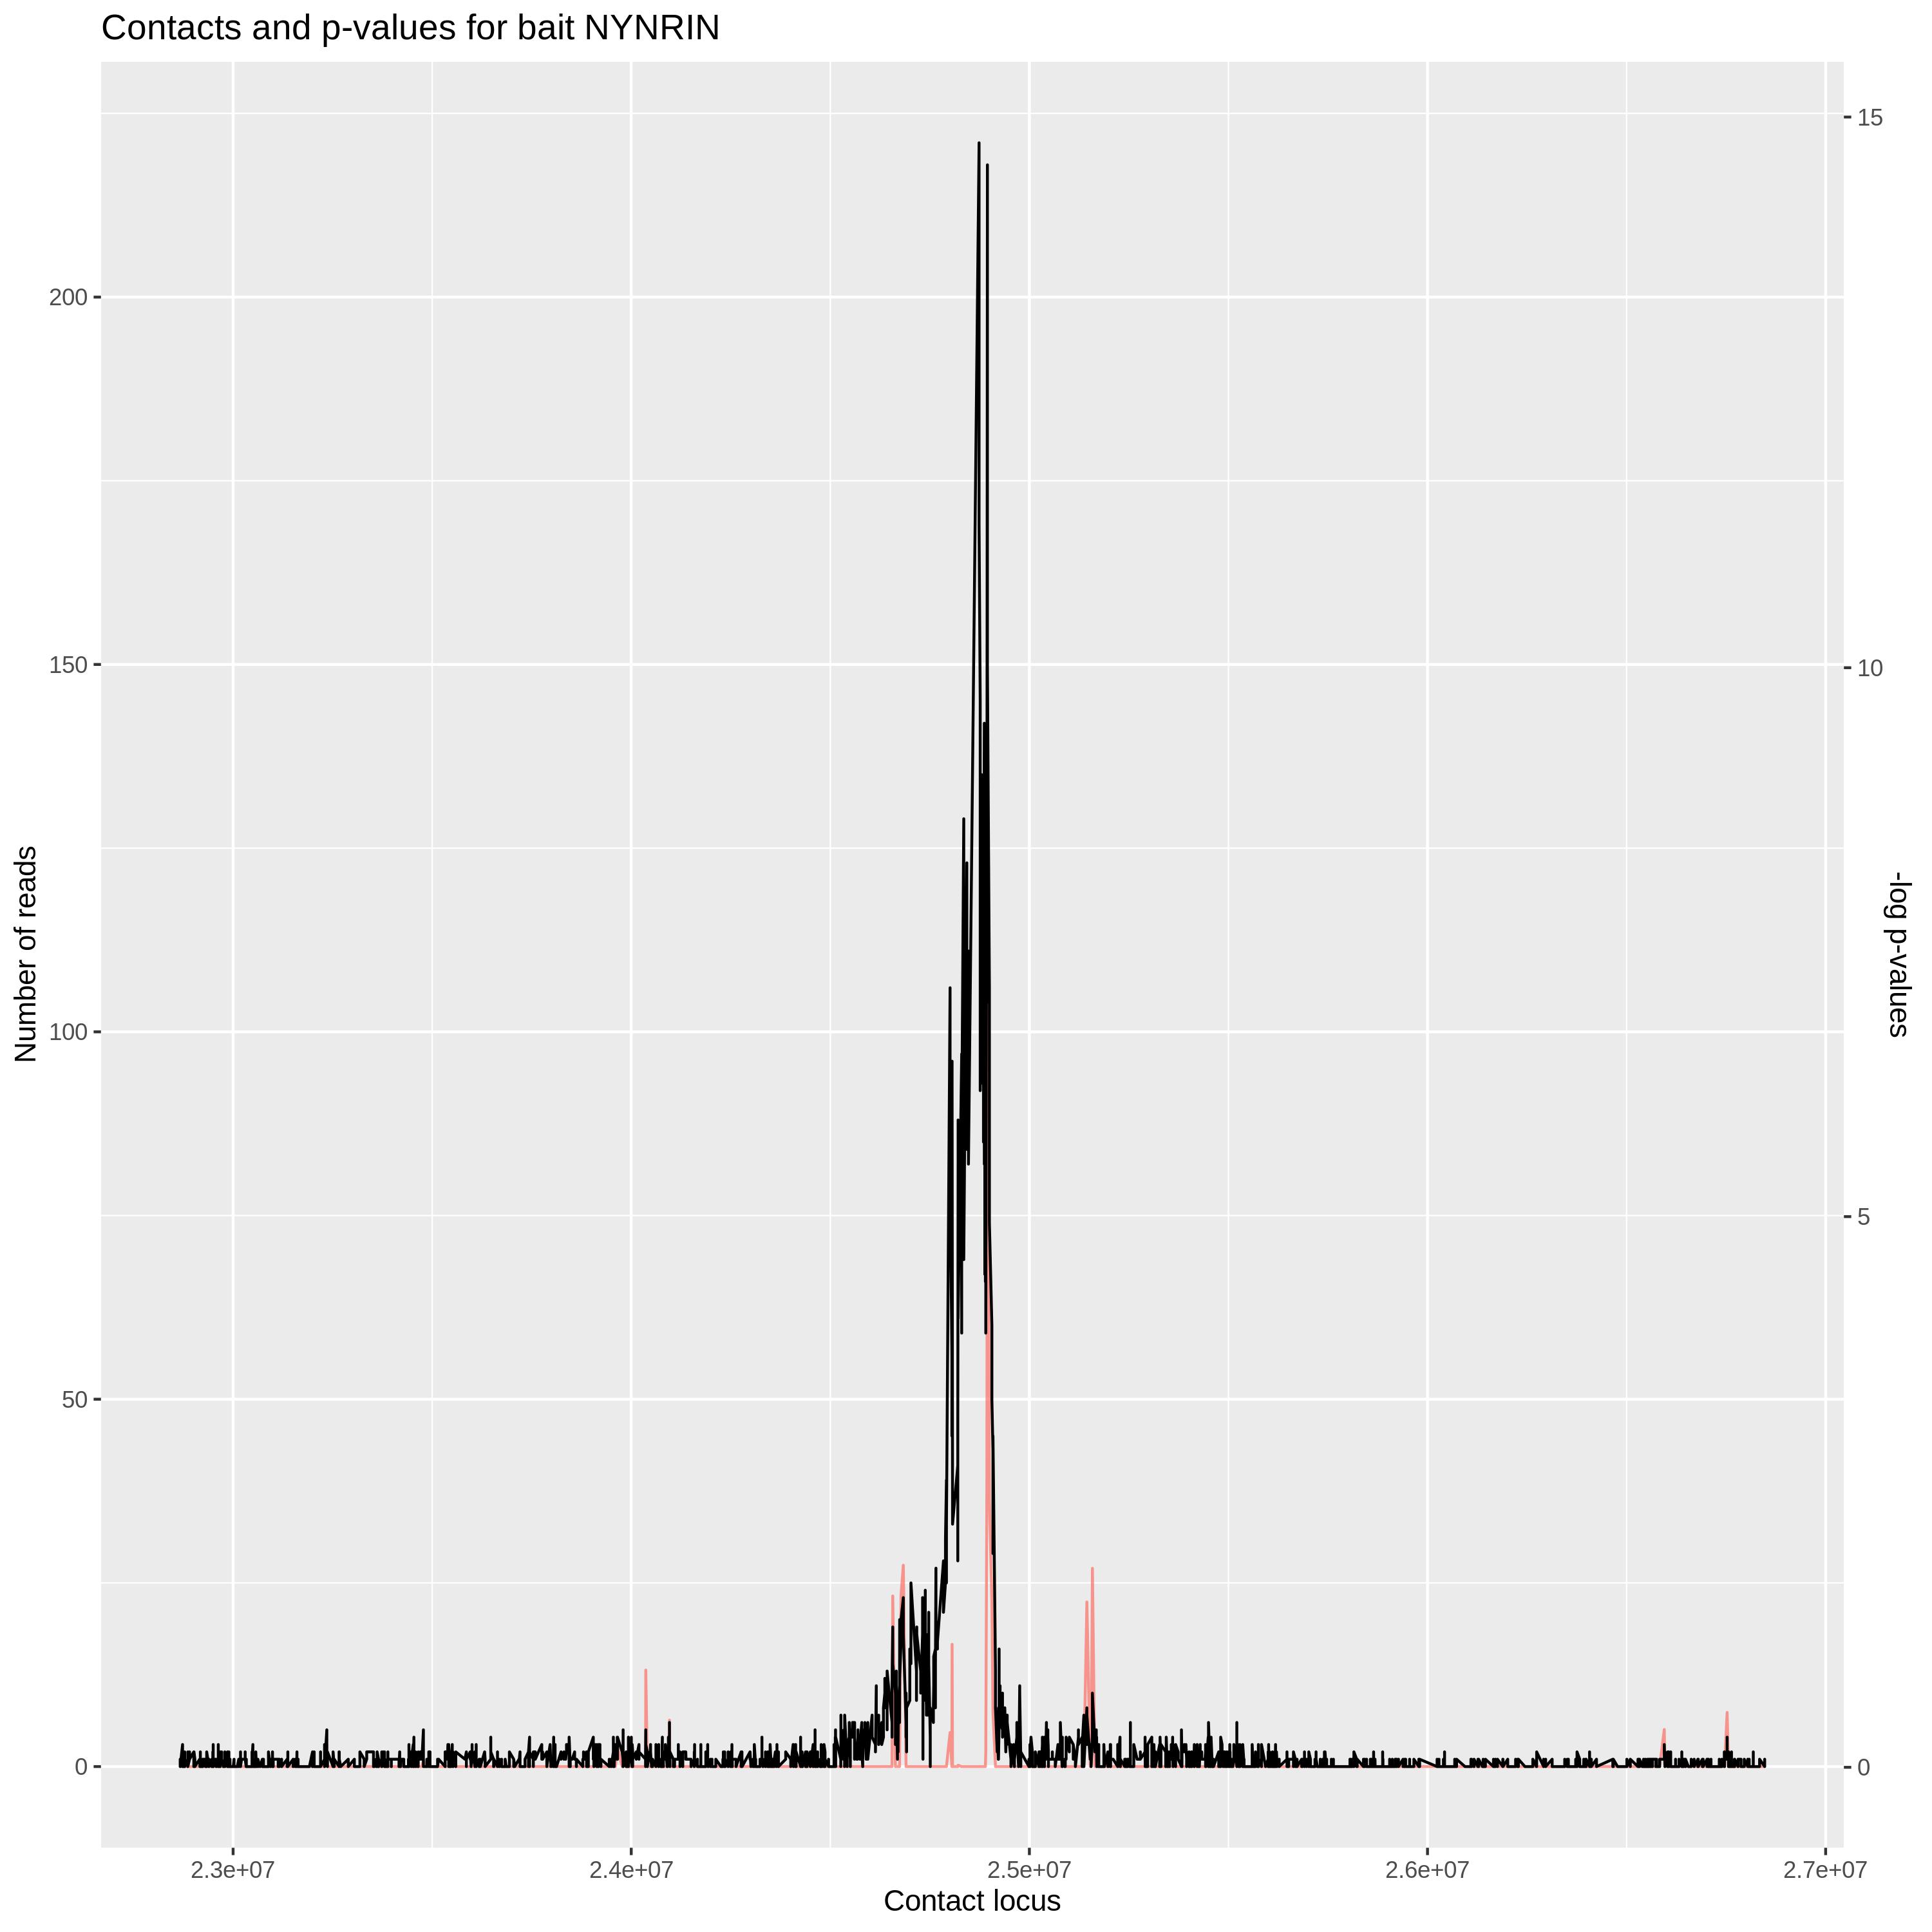 Contacts and p-values for bait NYNRIN
Number of reads
200
150
100
50
0
15
10
5
0
-log p-values
2.3e+07
2.4e+07
2.5e+07
2.6e+07
2.7e+07
Contact locus